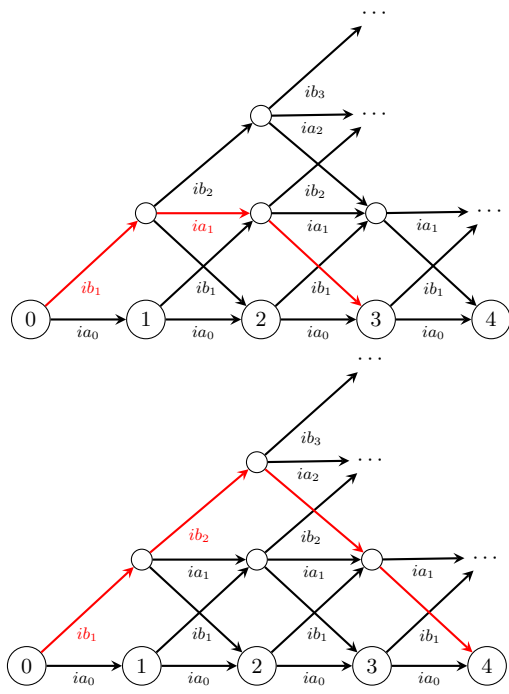 ...
ib₃
ia₂ ...
ib₂ ib₂
ia₁ ia₁ ia₁ ...
ib₁ ib₁ ib₁ ib₁
0 1 2 3 4
ia₀ ia₀ ia₀ ia₀
...
ib₃
ia₂ ...
ib₂ ib₂
ia₁ ia₁ ia₁ ...
ib₁ ib₁ ib₁ ib₁
0 1 2 3 4
ia₀ ia₀ ia₀ ia₀